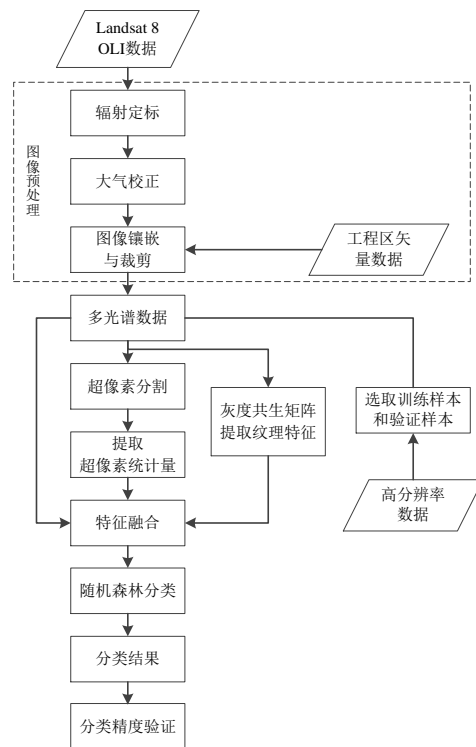 Landsat 8
OLI数据
辐射定标
图像预处理
大气校正
图像镶嵌
与裁剪
工程区矢
量数据
多光谱数据
超像素分割
灰度共生矩阵
提取纹理特征
选取训练样本
和验证样本
提取
超像素统计量
高分辨率
数据
特征融合
随机森林分类
分类结果
分类精度验证